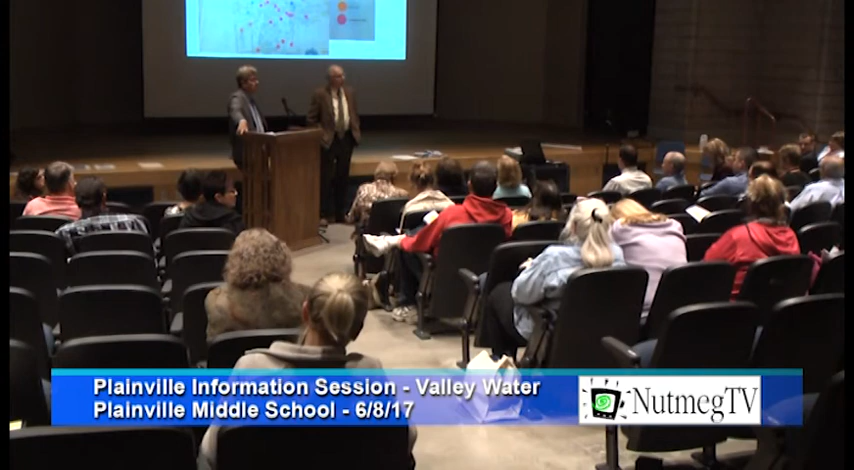 Plainville Information Session - Valley Water
Plainville Middle School - 6/8/17
NutmegTV